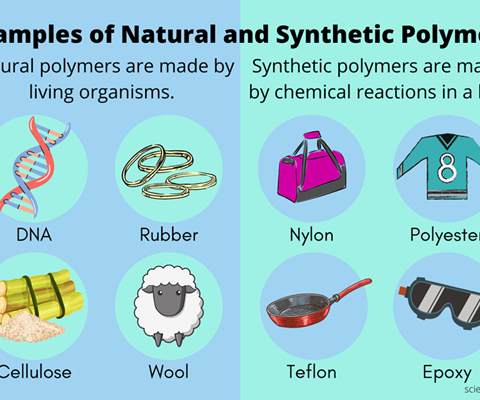 amples of Natural and Synthetic Polyme
ural polymers are made by
living organisms.
Synthetic polymers are ma
by chemical reactions in a l
DNA
Rubber
Nylon
8
Polyester
Cellulose
Wool
Teflon
Epoxy
scie